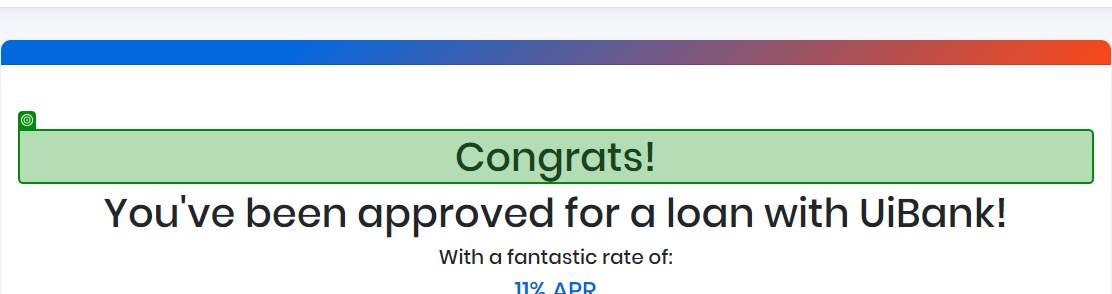 Congrats!
You've been approved for a loan with UiBank!
With a fantastic rate of:
11% APR